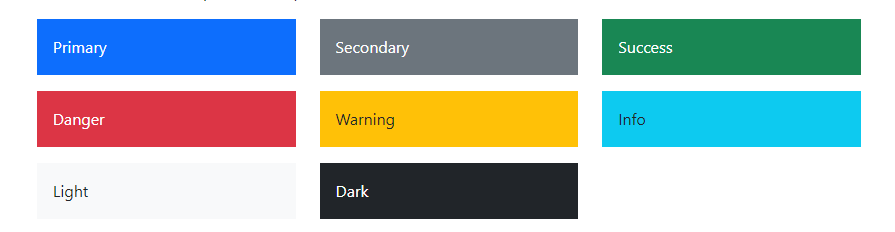 Primary
Secondary
Success
Danger
Warning
Info
Light
Dark